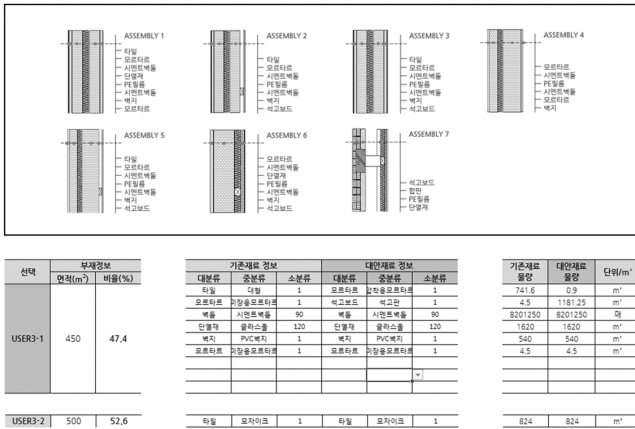 ASSEMBLY 1
타일
모르타르
시멘트벽돌
단열재
PE필름
시멘트벽돌
벽지
모르타르
ASSEMBLY 2
타일
모르타르
시멘트벽돌
PE필름
시멘트벽돌
벽지
석고보드
ASSEMBLY 3
타일
모르타르
시멘트벽돌
PE필름
시멘트벽돌
벽지
석고보드
ASSEMBLY 4
모르타르
시멘트벽돌
PE필름
시멘트벽돌
모르타르
벽지
ASSEMBLY 5
타일
모르타르
시멘트벽돌
PE필름
시멘트벽돌
벽지
석고보드
ASSEMBLY 6
모르타르
시멘트벽돌
단열재
PE필름
시멘트벽돌
벽지
석고보드
ASSEMBLY 7
석고보드
합판
PE필름
단열재
선택 부재정보
면적(m²) 비율(%)
USER3-1 450 47,4
USER3-2 500 52,6
기존재료 정보 대안재료 정보
대분류 중분류 소분류 대분류 중분류 소분류
타일 대형 1 모르타르 압착용모르타르 1
모르타르 미장용모르타르 1 석고보드 석고판 1
벽돌 시멘트벽돌 90 벽돌 시멘트벽돌 90
단열재 글라스울 120 단열재 글라스울 120
벽지 PVC벽지 1 벽지 PVC벽지 1
모르타르 미장용모르타르 1 모르타르 미장용모르타르 1
타일 모자이크 1 타일 모자이크 1
기존재료 물량 대안재료 물량 단위/m²
741.6 0.9 m²
4.5 1181.25 m²
8201250 8201250 매
1620 1620 m²
540 540 m²
4.5 4.5 m²
824 824 m²